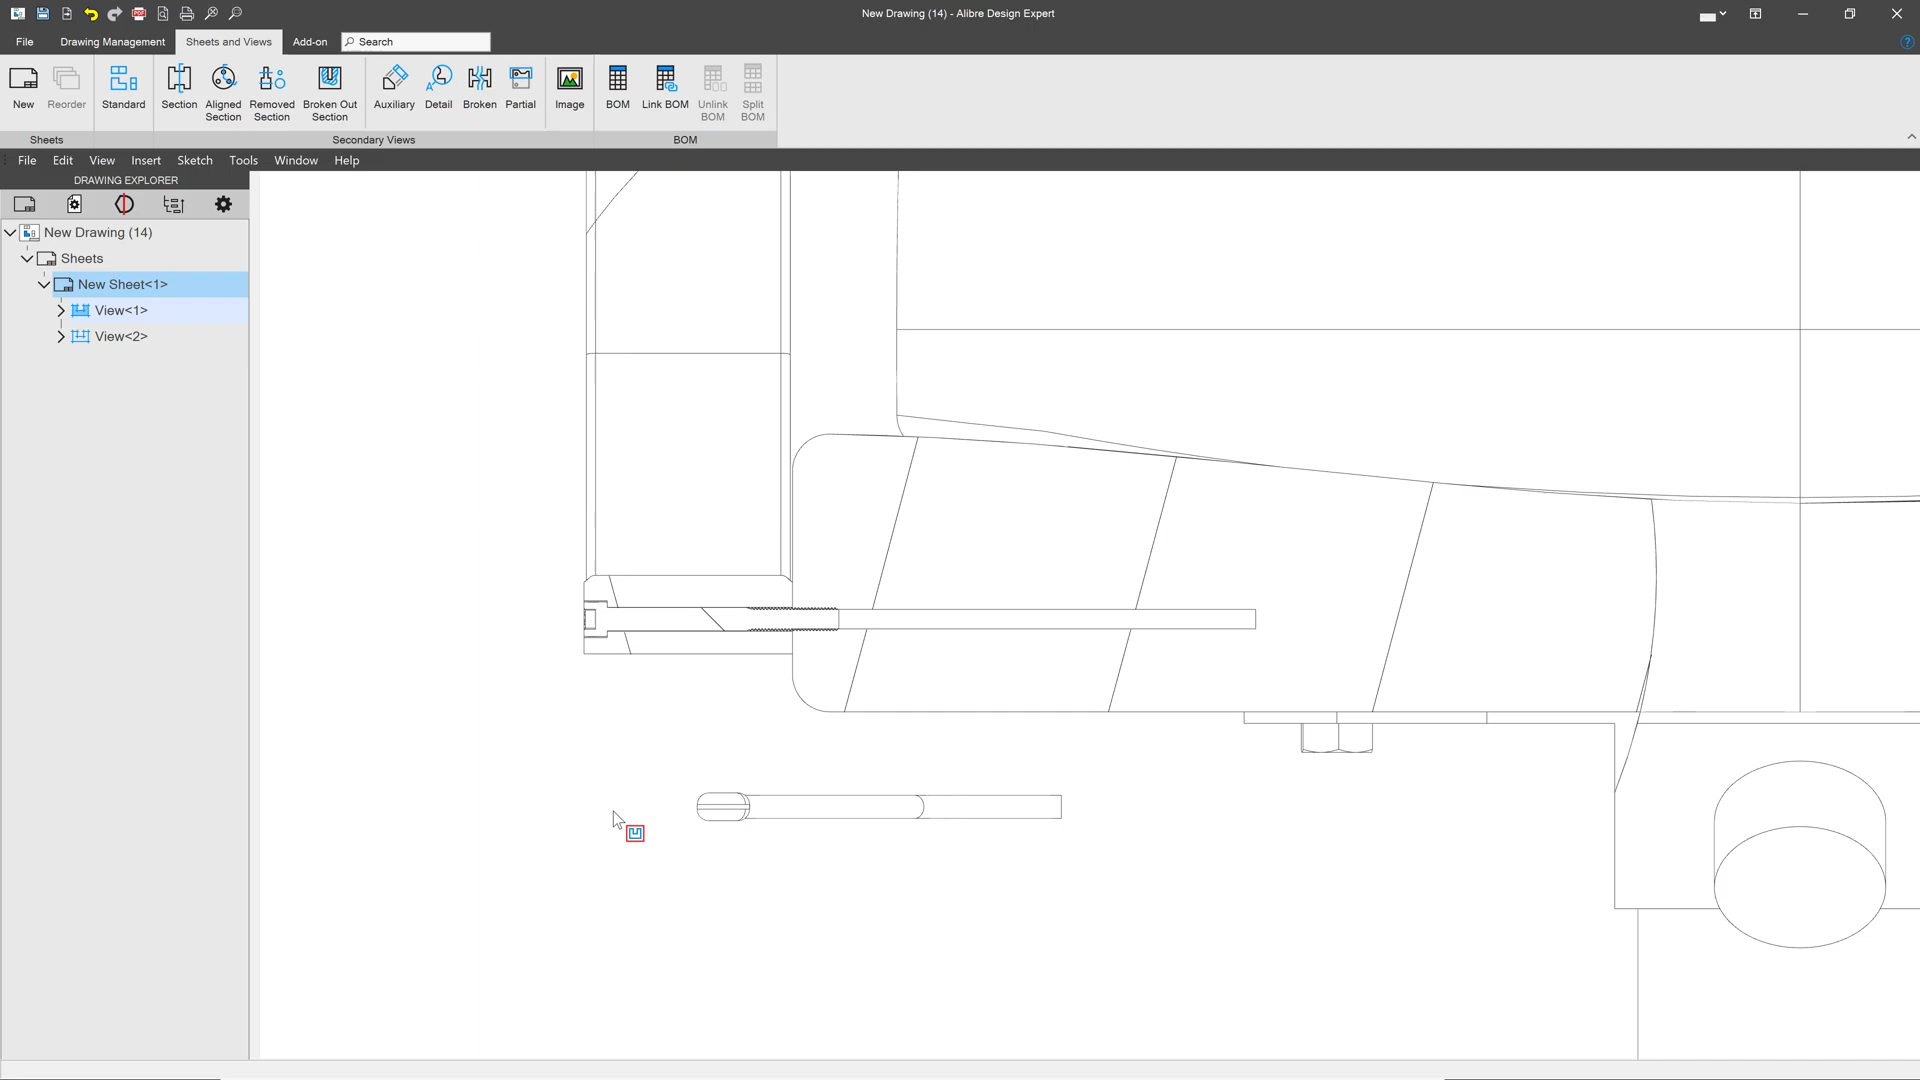 New Drawing (14) - Alibre Design Expert
File
Drawing Management
Sheets and Views
Add-on
Search
New
Reorder
Standard
Section
Aligned
Section
Removed
Section
Broken Out
Section
Auxiliary
Detail
Broken
Partial
Image
BOM
Link BOM
Unlink
BOM
Split
BOM
Sheets
Secondary Views
BOM
File
Edit
View
Insert
Sketch
Tools
Window
Help
DRAWING EXPLORER
New Drawing (14)
Sheets
New Sheet<1>
View<1>
View<2>